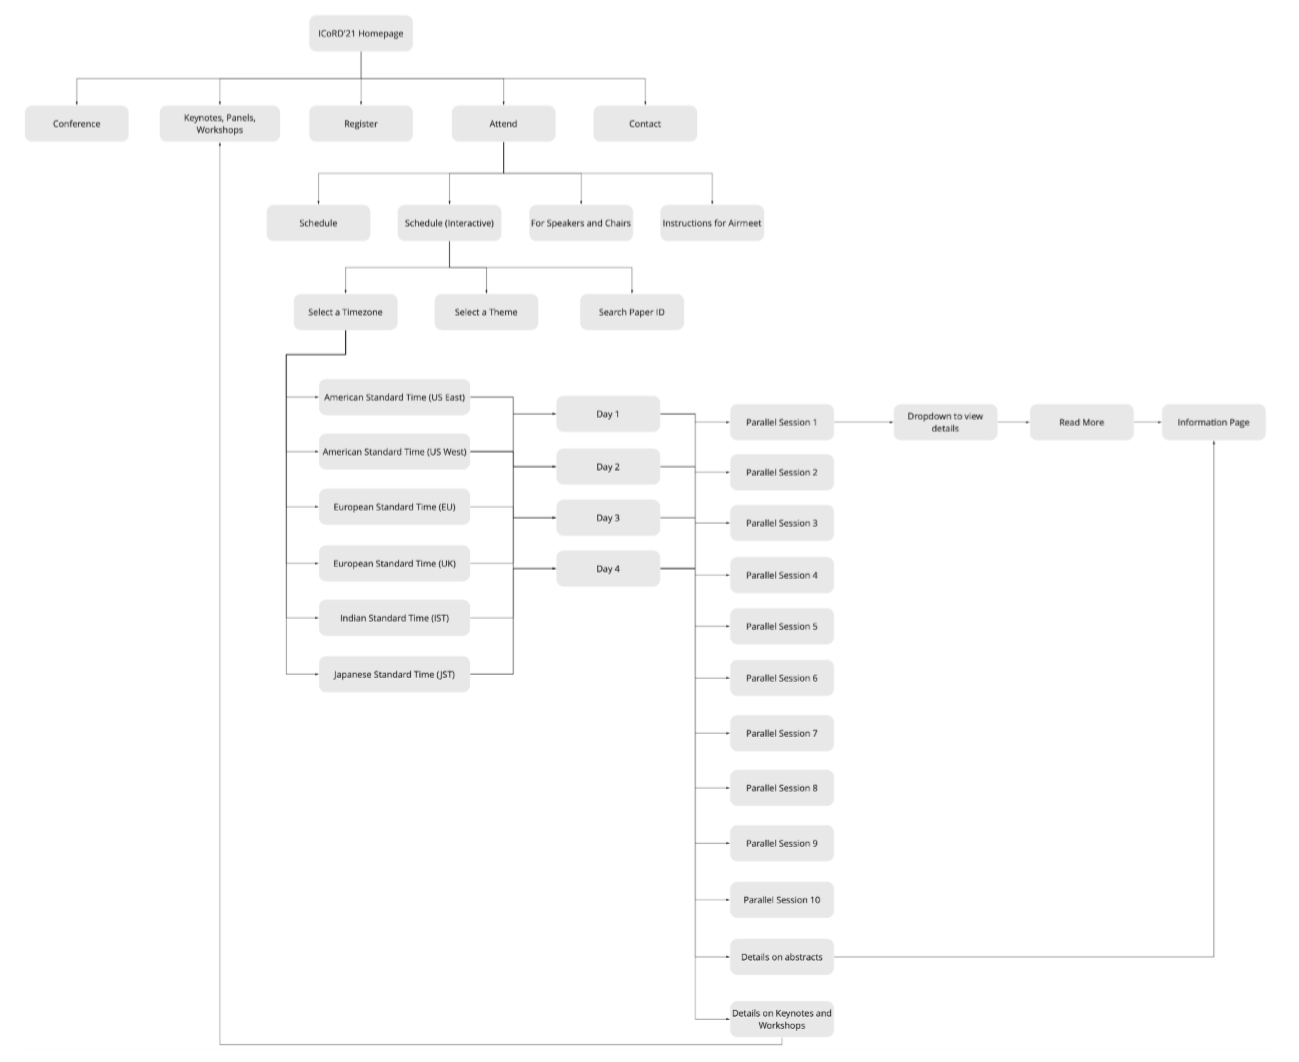 ICoRD'21 Homepage
Conference
Keynotes, Panels,
Workshops
Register
Attend
Contact
Schedule
Schedule (Interactive)
For Speakers and Chairs
Instructions for Airmeet
Select a Timezone
Select a Theme
Search Paper ID
American Standard Time (US East)
American Standard Time (US West)
European Standard Time (EU)
European Standard Time (UK)
Indian Standard Time (IST)
Japanese Standard Time (JST)
Day 1
Day 2
Day 3
Day 4
Parallel Session 1
Parallel Session 2
Parallel Session 3
Parallel Session 4
Parallel Session 5
Parallel Session 6
Parallel Session 7
Parallel Session 8
Parallel Session 9
Parallel Session 10
Details on abstracts
Details on Keynotes and
Workshops
Dropdown to view
details
Read More
Information Page